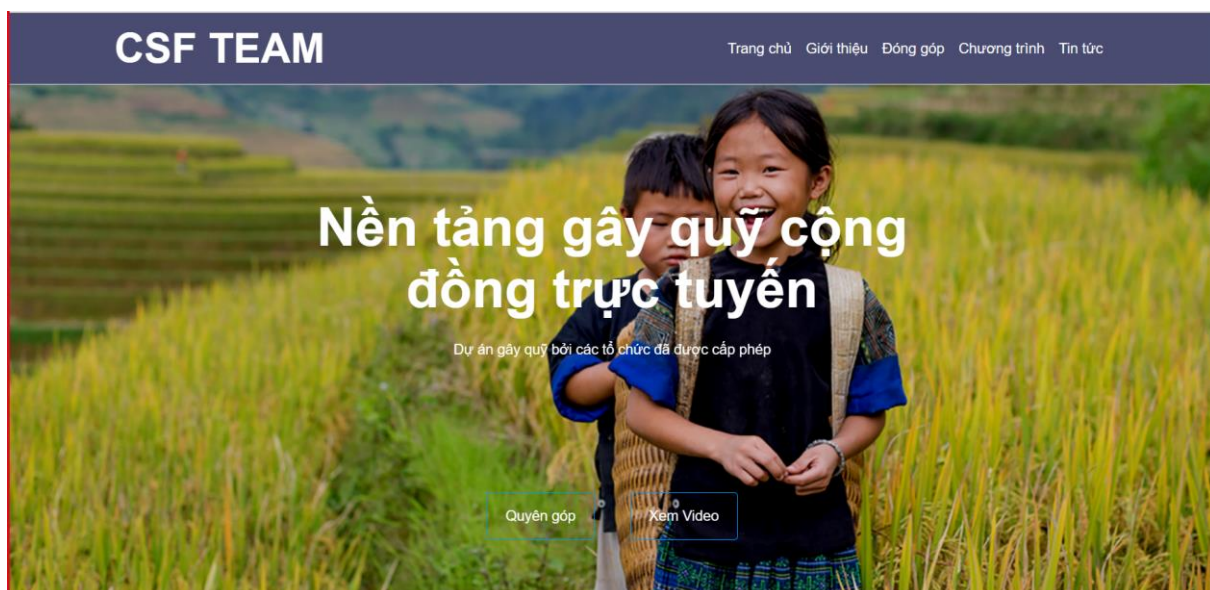 CSF TEAM
Trang chủ Giới thiệu Đóng góp Chương trình Tin tức
Nền tảng gây quỹ cộng
đồng trực tuyến
Dự án gây quỹ bởi các tổ chức đã được cấp phép
Quyên góp Xem Video